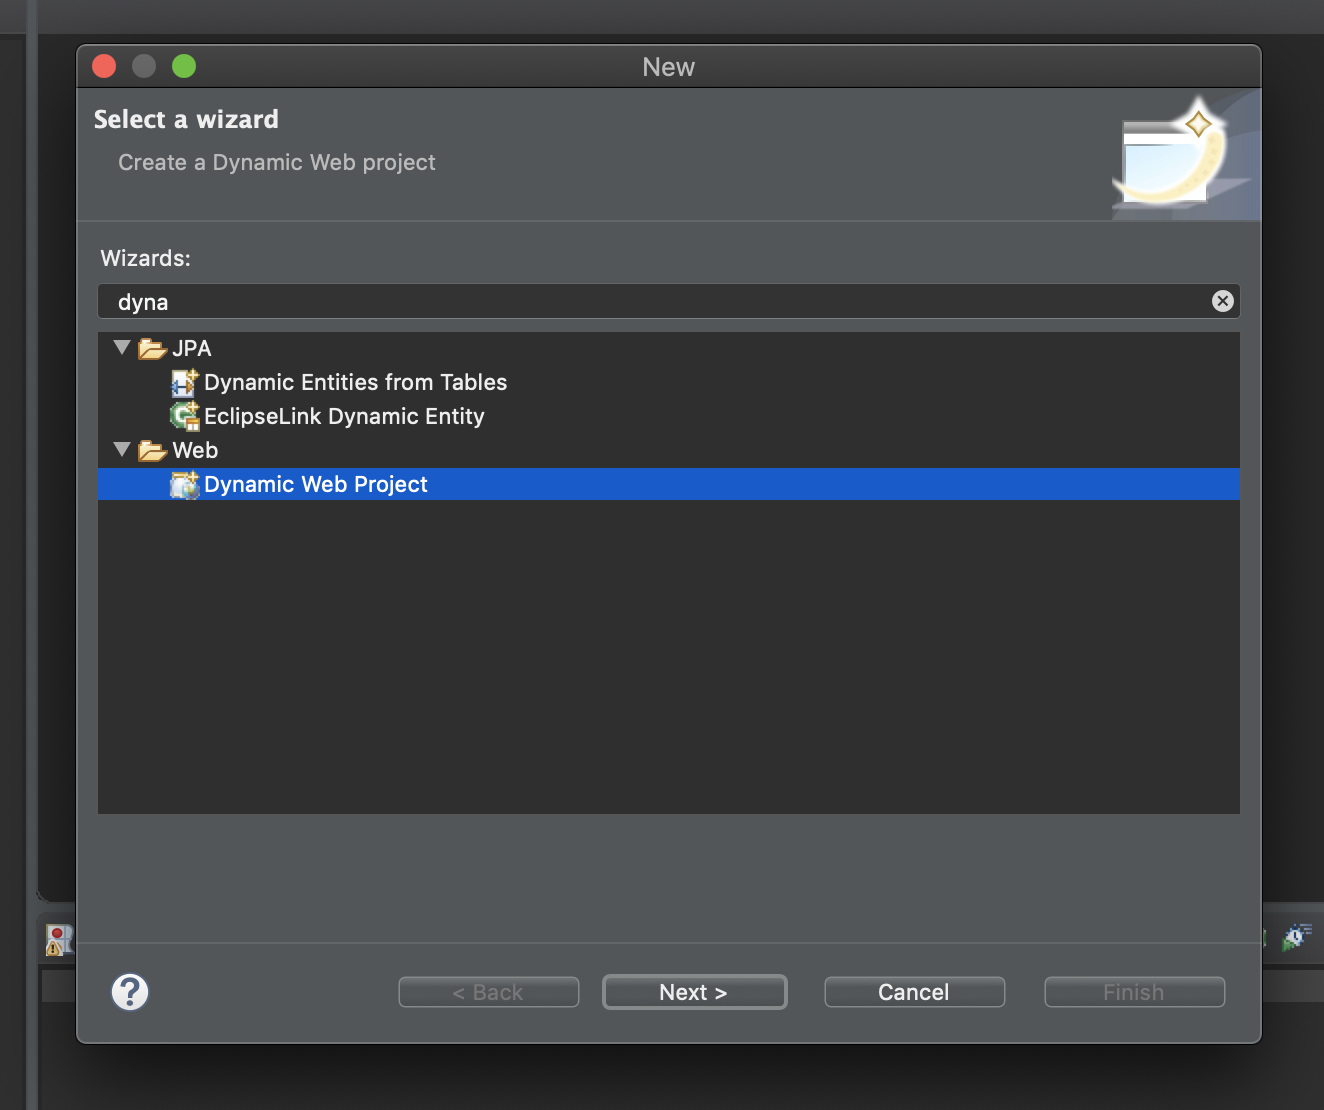 New
Select a wizard
Create a Dynamic Web project
Wizards:
dyna
JPA
Dynamic Entities from Tables
EclipseLink Dynamic Entity
Web
Dynamic Web Project
?
< Back
Next >
Cancel
Finish